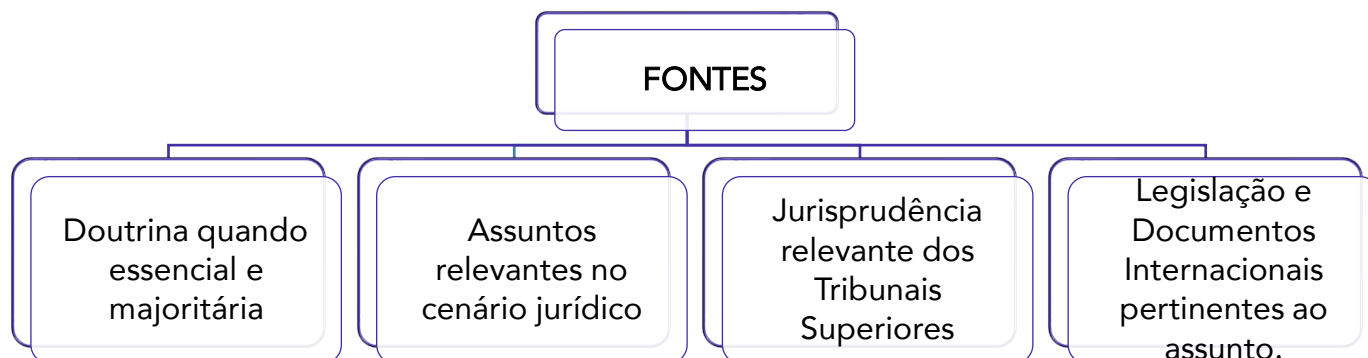 FONTES
Doutrina quando
essencial e
majoritária
Assuntos
relevantes no
cenário jurídico
Jurisprudência
relevante dos
Tribunais
Superiores
Legislação e
Documentos
Internacionais
pertinentes ao
assunto.